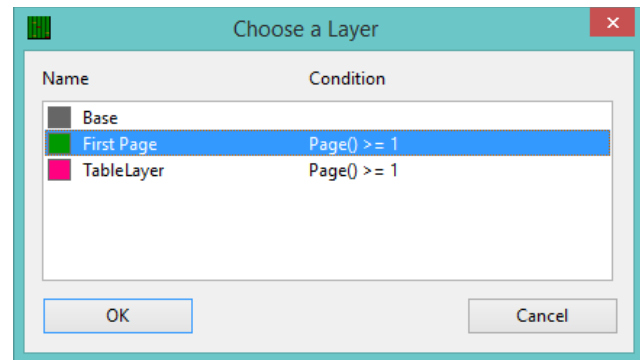 Choose a Layer
Name Condition
Base
First Page Page() >= 1
TableLayer Page() >= 1
OK Cancel